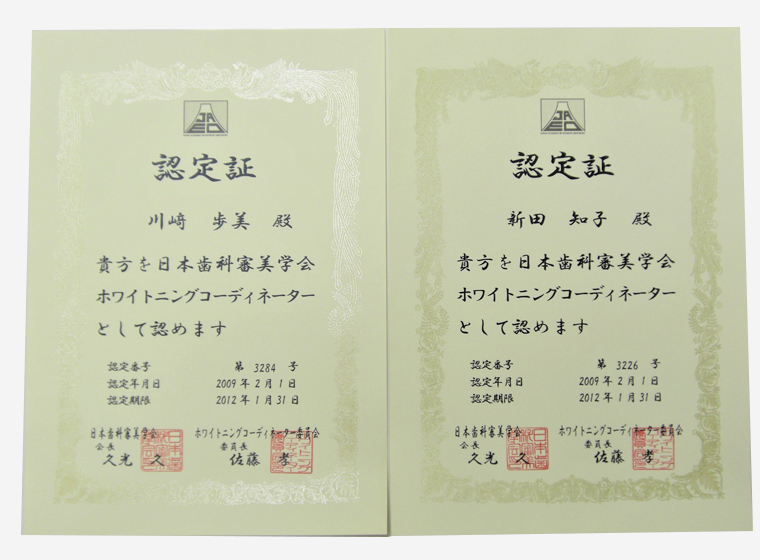 JAED
認定証
川﨑 歩美 殿
貴方を日本歯科審美学会
ホワイトニングコーディネーター
として認めます
認定番号 第 3284 号
認定年月日 2009 年 2 月 1 日
認定期限 2012 年 1 月 31 日
日本歯科審美学会 ホワイトニングコーディネーター委員会
会長 委員長
久光 久 佐藤 孝
JAED
認定証
新田 知子 殿
貴方を日本歯科審美学会
ホワイトニングコーディネーター
として認めます
認定番号 第 3226 号
認定年月日 2009 年 2 月 1 日
認定期限 2012 年 1 月 31 日
日本歯科審美学会 ホワイトニングコーディネーター委員会
会長 委員長
久光 久 佐藤 孝